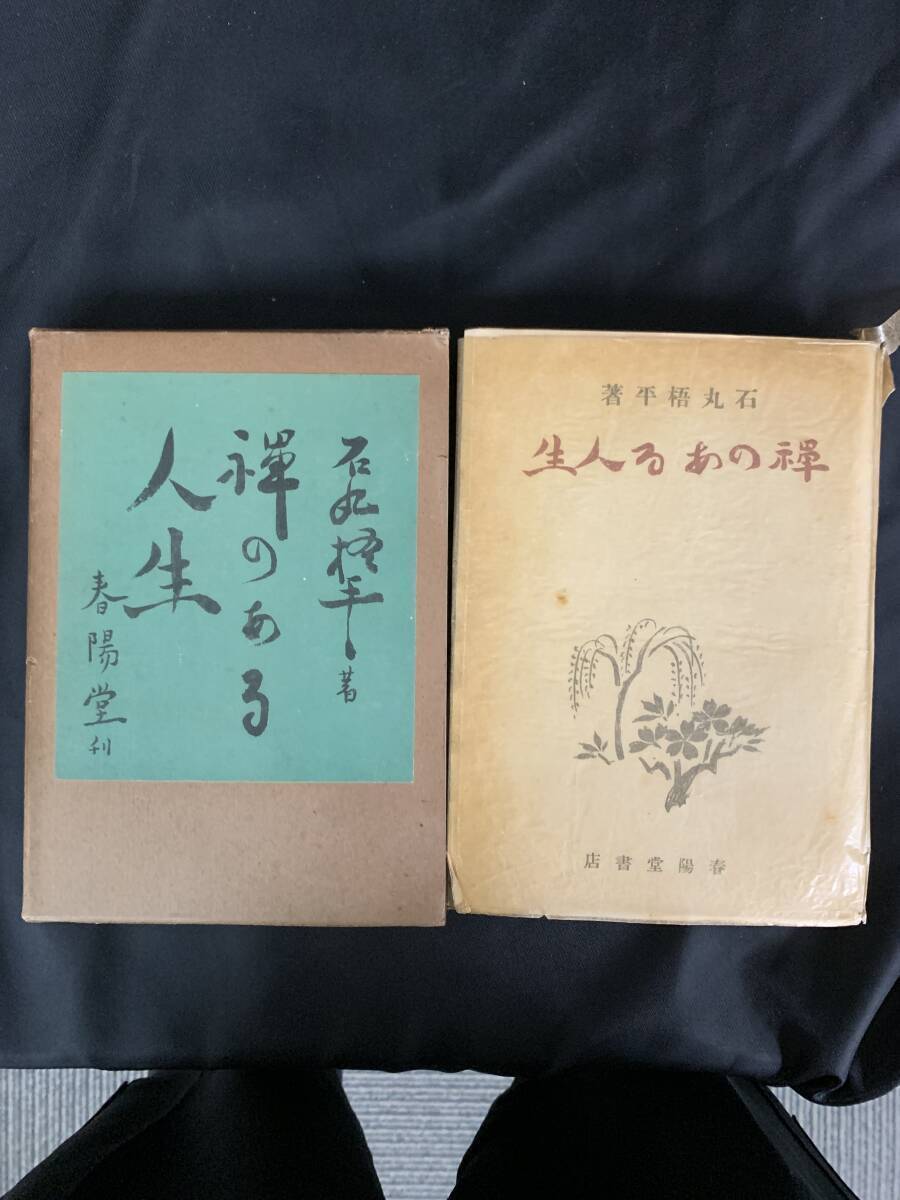 石丸梧平著
禅のある
人生
春陽堂刊
石丸梧平著
禪のある人生
春陽堂書店